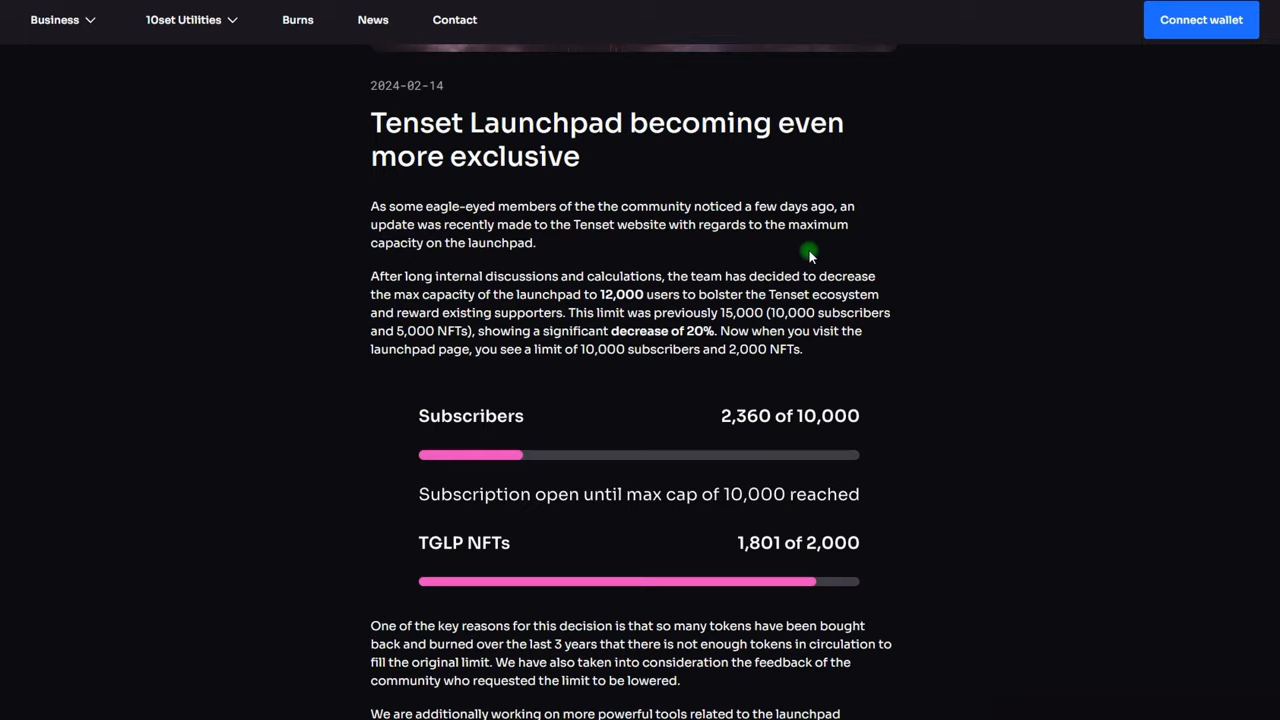 Business
10set Utilities
Burns
News
Contact
Connect wallet
2024-02-14
Tenset Launchpad becoming even
more exclusive
As some eagle-eyed members of the the community noticed a few days ago, an
update was recently made to the Tenset website with regards to the maximum
capacity on the launchpad.
After long internal discussions and calculations, the team has decided to decrease
the max capacity of the launchpad to 12,000 users to bolster the Tenset ecosystem
and reward existing supporters. This limit was previously 15,000 (10,000 subscribers
and 5,000 NFTs), showing a significant decrease of 20%. Now when you visit the
launchpad page, you see a limit of 10,000 subscribers and 2,000 NFTs.
Subscribers 2,360 of 10,000
Subscription open until max cap of 10,000 reached
TGLP NFTs 1,801 of 2,000
One of the key reasons for this decision is that so many tokens have been bought
back and burned over the last 3 years that there is not enough tokens in circulation to
fill the original limit. We have also taken into consideration the feedback of the
community who requested the limit to be lowered.
We are additionally working on more powerful tools related to the launchpad